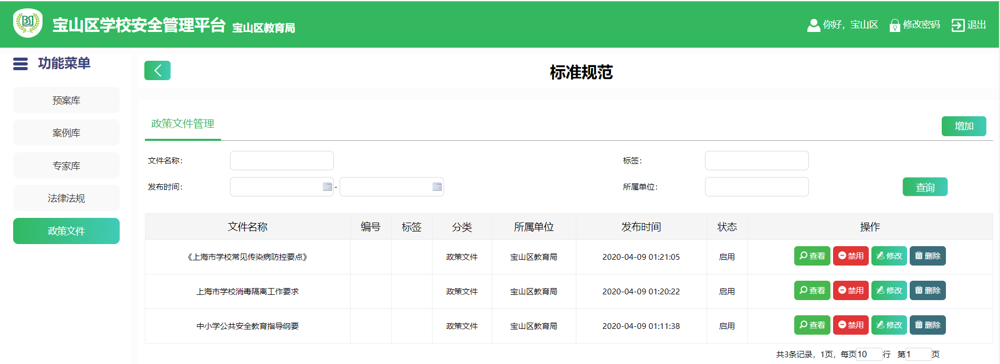 宝山区学校安全管理平台 宝山区教育局
你好，宝山区 修改密码 退出
功能菜单
标准规范
预案库
案例库
专家库
法律法规
政策文件
政策文件管理
增加
文件名称： 标签：
发布时间： - 所属单位： 查询
文件名称 编号 标签 分类 所属单位 发布时间 状态 操作
《上海市学校常见传染病防控要点》 政策文件 宝山区教育局 2020-04-09 01:21:05 启用 查看 禁用 修改 删除
上海市学校消毒隔离工作要求 政策文件 宝山区教育局 2020-04-09 01:20:22 启用 查看 禁用 修改 删除
中小学公共安全教育指导纲要 政策文件 宝山区教育局 2020-04-09 01:11:38 启用 查看 禁用 修改 删除
共3条记录，1页，每页10行 第1页